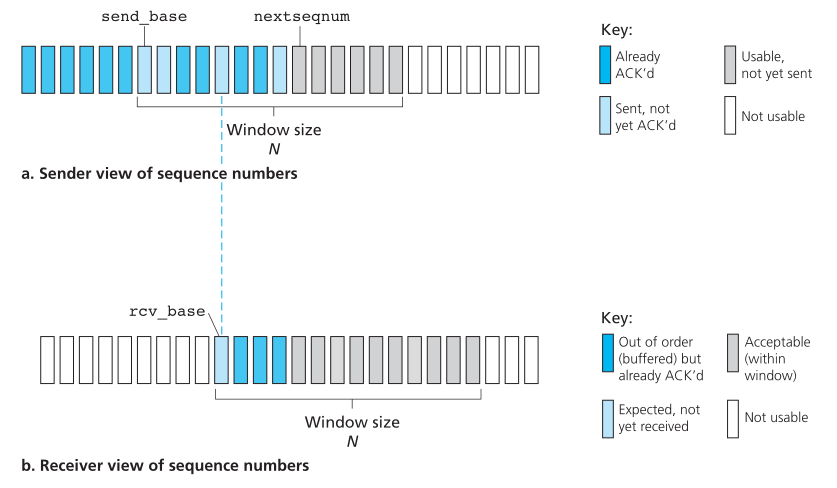 send_base
nextseqnum
Window size
N
a. Sender view of sequence numbers
Key:
Already
ACK’d
Usable,
not yet sent
Sent, not
yet ACK’d
Not usable
rcv_base
Window size
N
b. Receiver view of sequence numbers
Key:
Out of order
(buffered) but
already ACK’d
Acceptable
(within
window)
Expected, not
yet received
Not usable